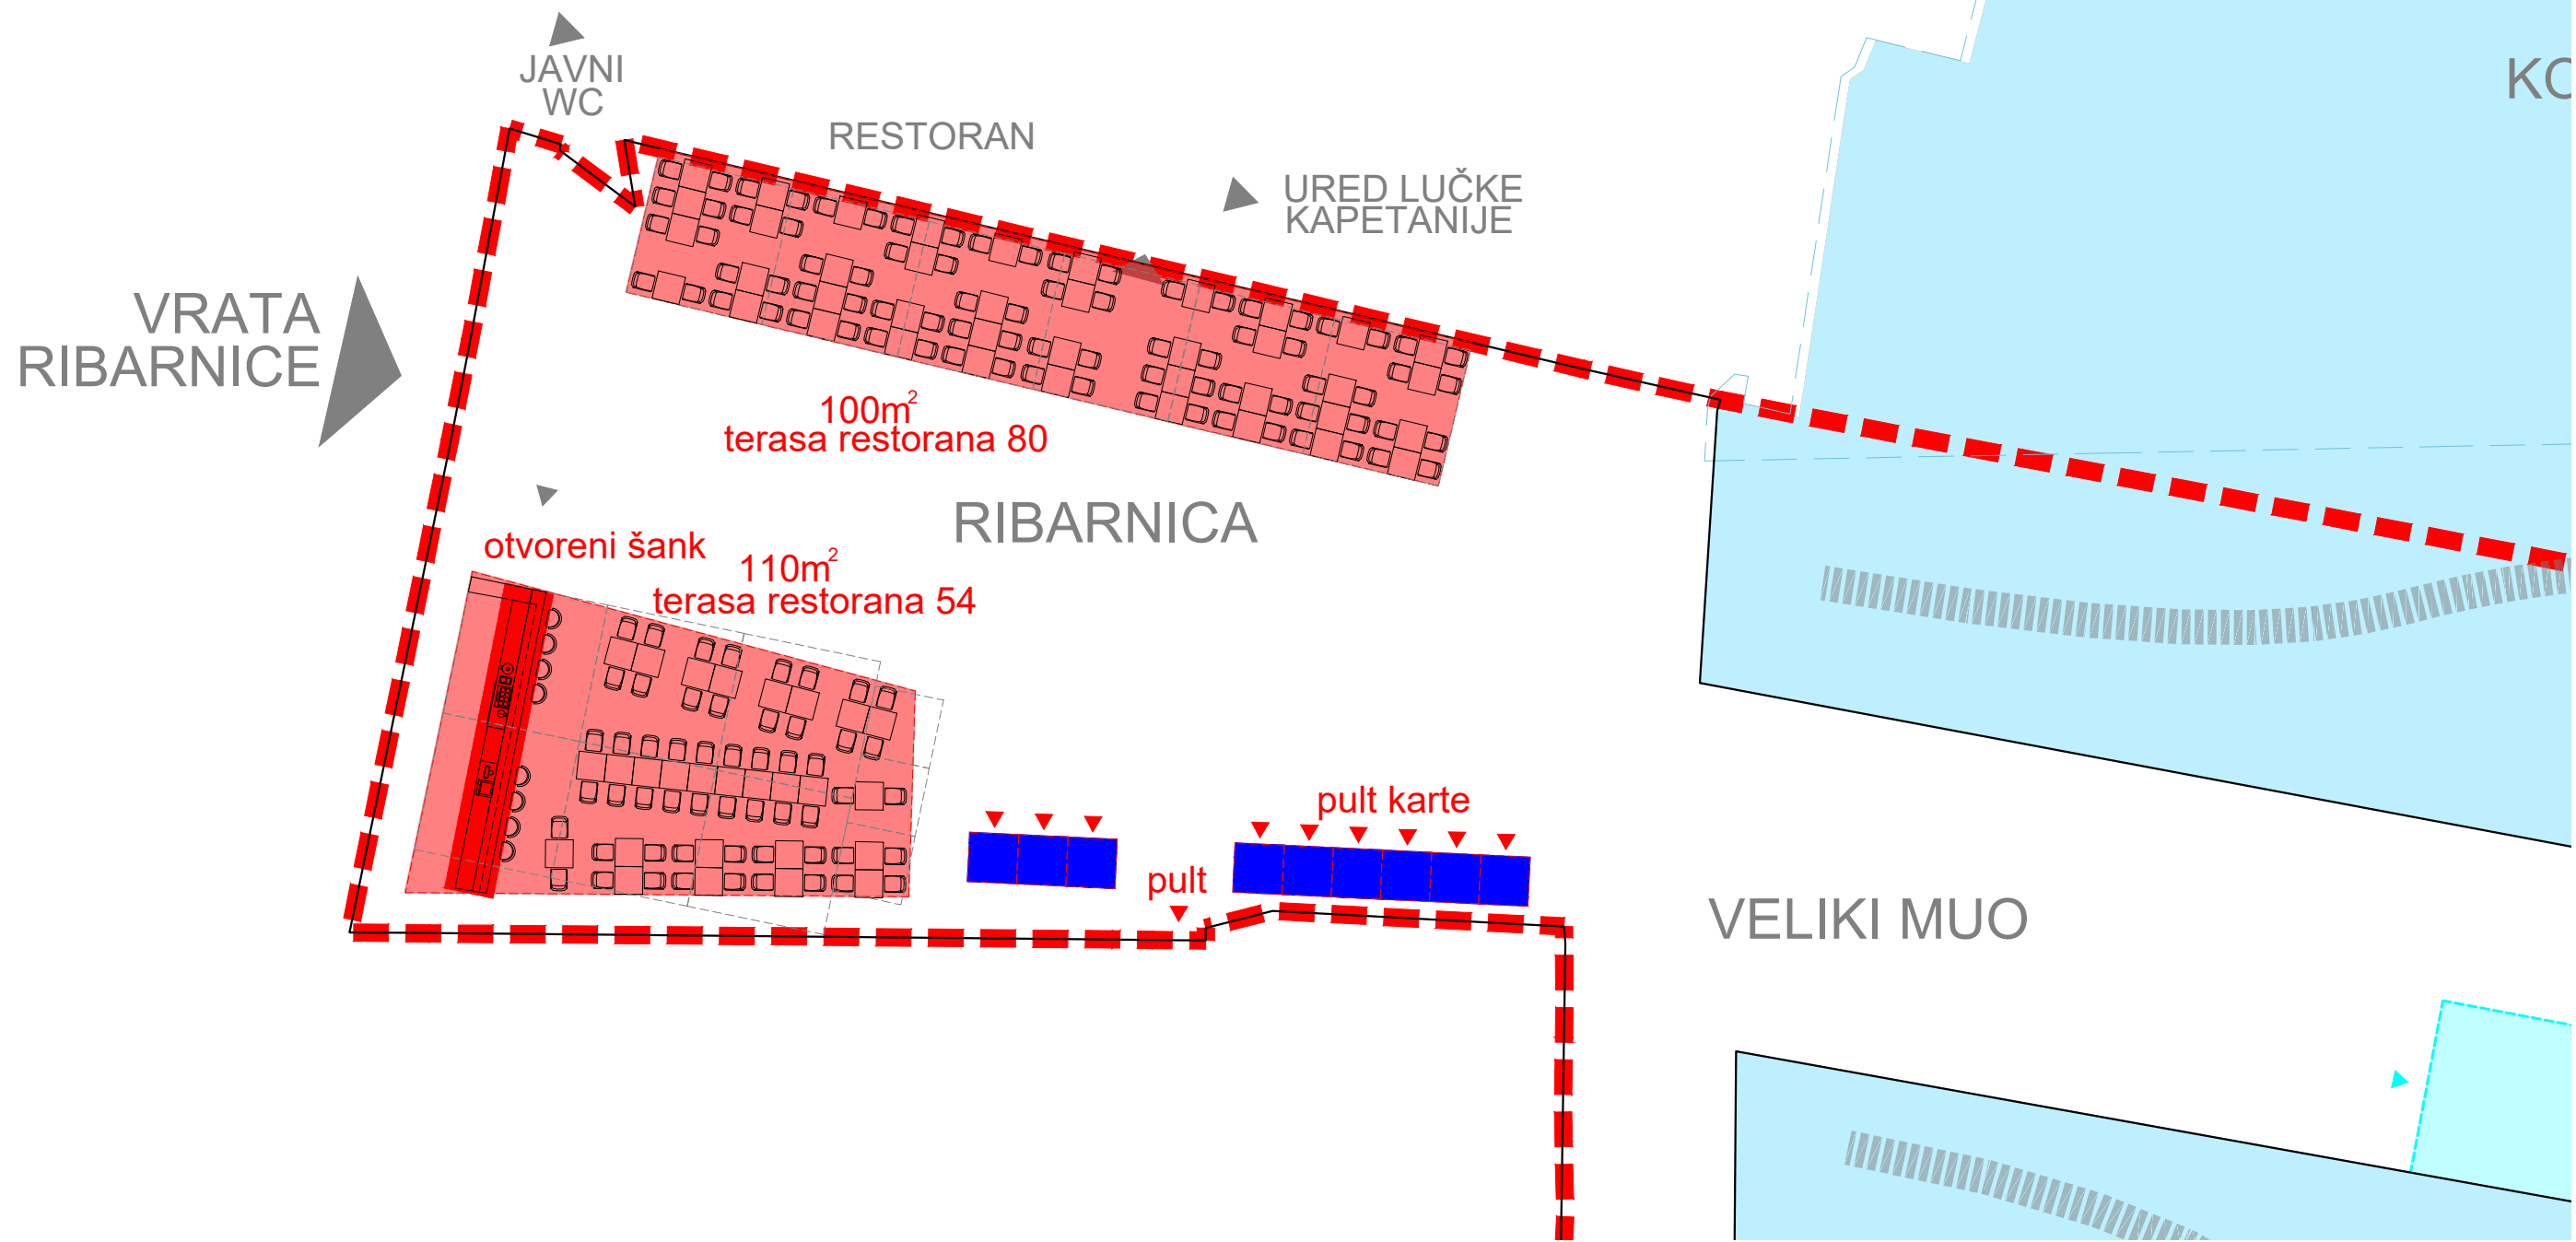 JAVNI
WC
RESTORAN
URED LUČKE
KAPETANIJE
VRATA
RIBARNICE
100m²
terasa restorana 80
RIBARNICA
otvoreni šank
110m²
terasa restorana 54
pult karte
pult
VELIKI MUO